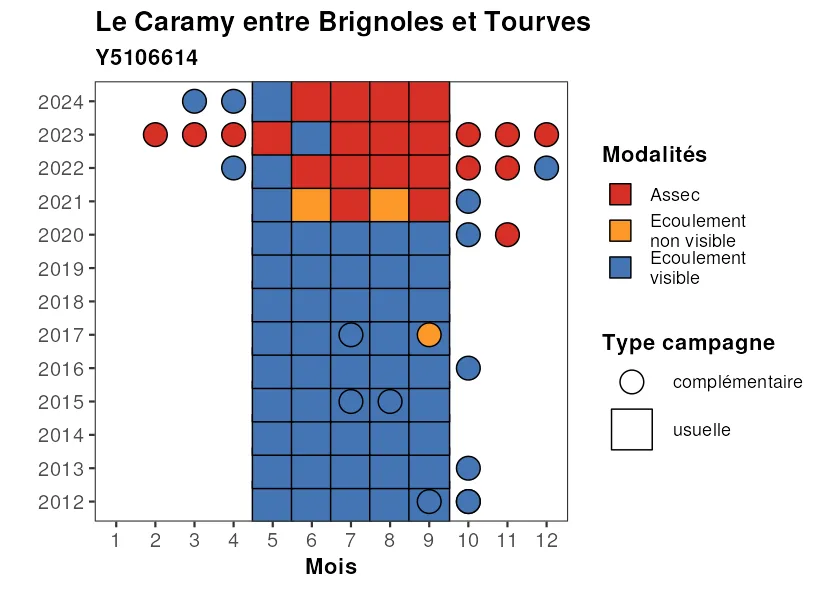 Le Caramy entre Brignoles et Tourves
Y5106614
2024
2023
2022
2021
2020
2019
2018
2017
2016
2015
2014
2013
2012
1 2 3 4 5 6 7 8 9 10 11 12
Mois
Modalités
Assec
Ecoulement
non visible
Ecoulement
visible
Type campagne
complémentaire
usuelle